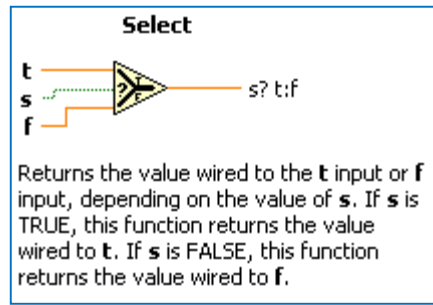 Select
t
s
f
? T F
s? t:f
Returns the value wired to the t input or f
input, depending on the value of s. If s is
TRUE, this function returns the value
wired to t. If s is FALSE, this function
returns the value wired to f.